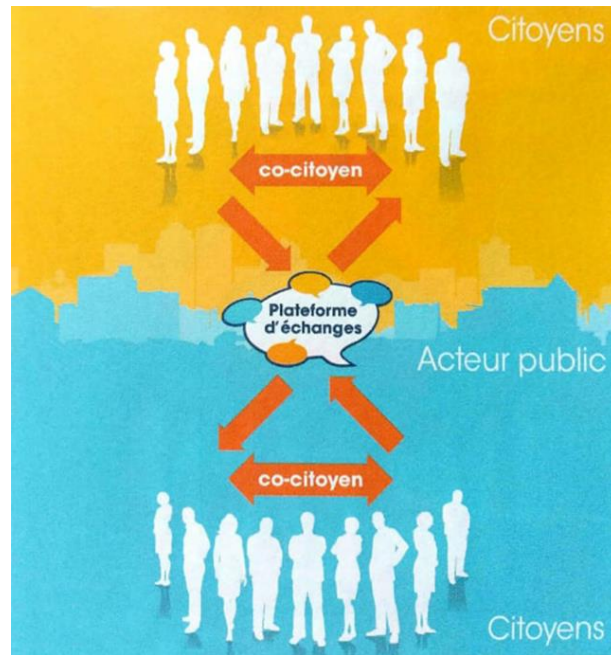 Citoyens
co-citoyen
Plateforme
d'échanges
Acteur public
co-citoyen
Citoyens